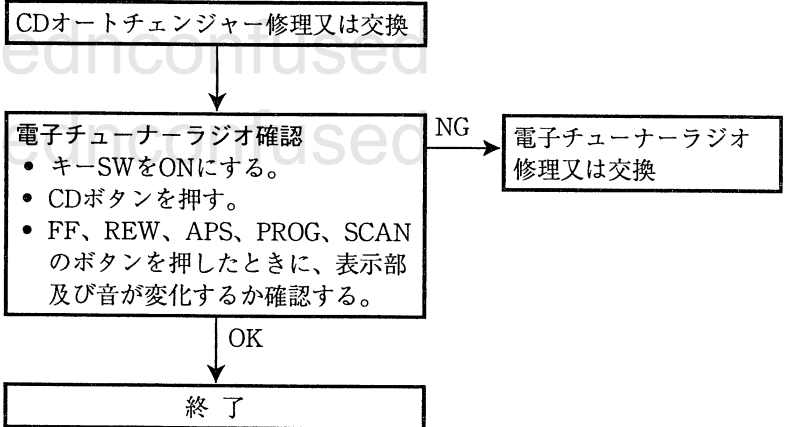 CDオートチェンジャー修理又は交換
ednconfused
ednconfused
電子チューナーラジオ確認
• キーSWをONにする。
• CDボタンを押す。
• FF、REW、APS、PROG、SCAN
のボタンを押したときに、表示部
及び音が変化するか確認する。
NG
電子チューナーラジオ
修理又は交換
OK
終 了